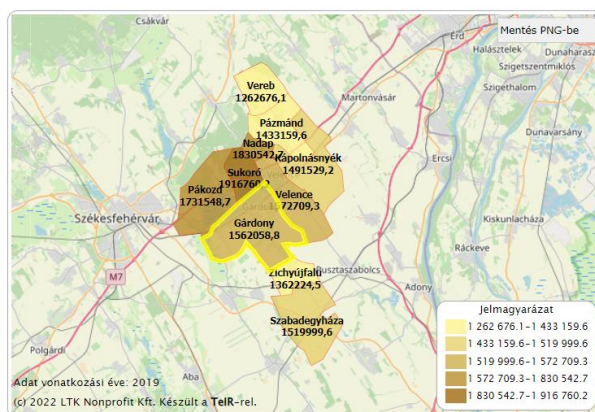 Csákvár
Mentés PNG-be
Érd
Halásztelek
Dunaharaszti
Szigetszentmiklós
Szigethalom
Vereb
1262676,1
Martonvásár
Pázmánd
1433159,6
Dunavarsány
Nadap
1830542,7
Kápolnásnyék
1491529,2
Ercsi
Sukoró
Pákozd
1731548,7
Velence
1572709,3
Székesfehérvár
Gárdony
1562058,8
Kiskunlacháza
Ráckeve
M7
Zichyújfalu
1362224,5
Pusztaszabolcs
Adony
Szabadegyháza
1519999,6
Polgárdi
Aba
Jelmagyarázat
1 262 676.1-1 433 159.6
1 433 159.6-1 519 999.6
1 519 999.6-1 572 709.3
1 572 709.3-1 830 542.7
1 830 542.7-1 916 760.2
Adat vonatkozási éve: 2019
(c) 2022 LTK Nonprofit Kft. Készült a TeIR-rel.